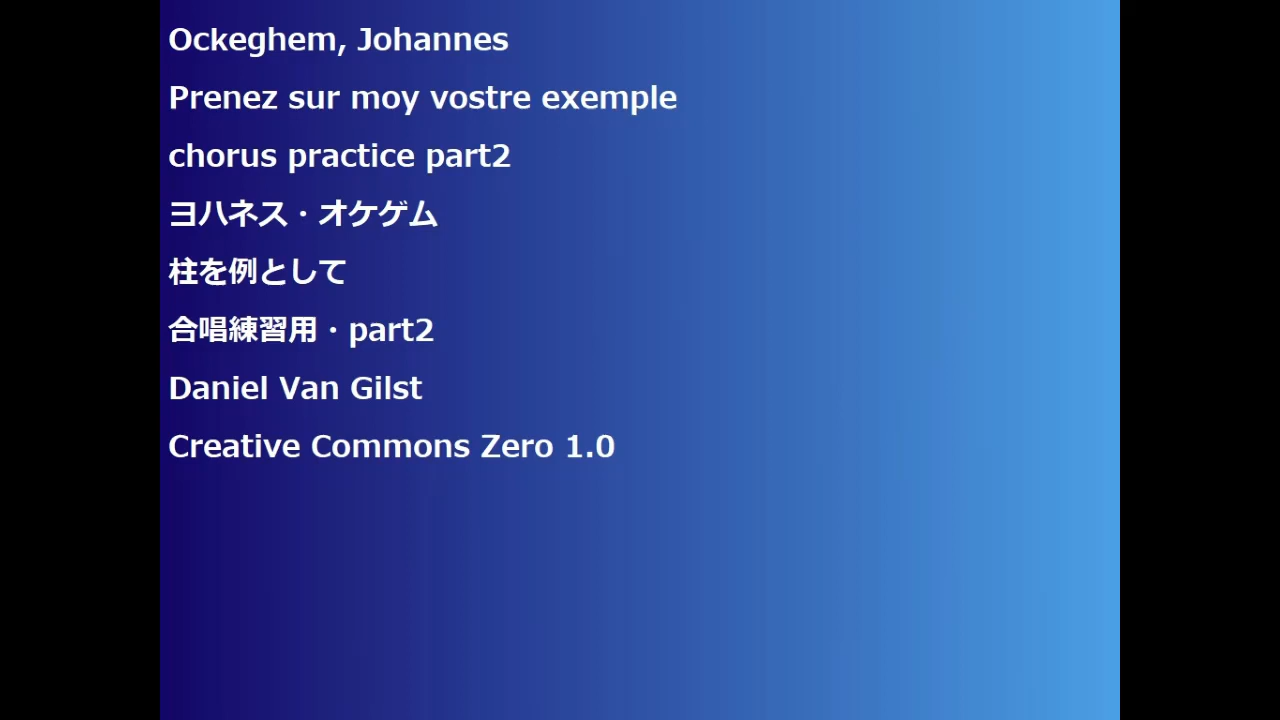 Ockeghem, Johannes
Prenez sur moy vostre exemple
chorus practice part2
ヨハネス・オケゲム
柱を例として
合唱練習用・part2
Daniel Van Gilst
Creative Commons Zero 1.0